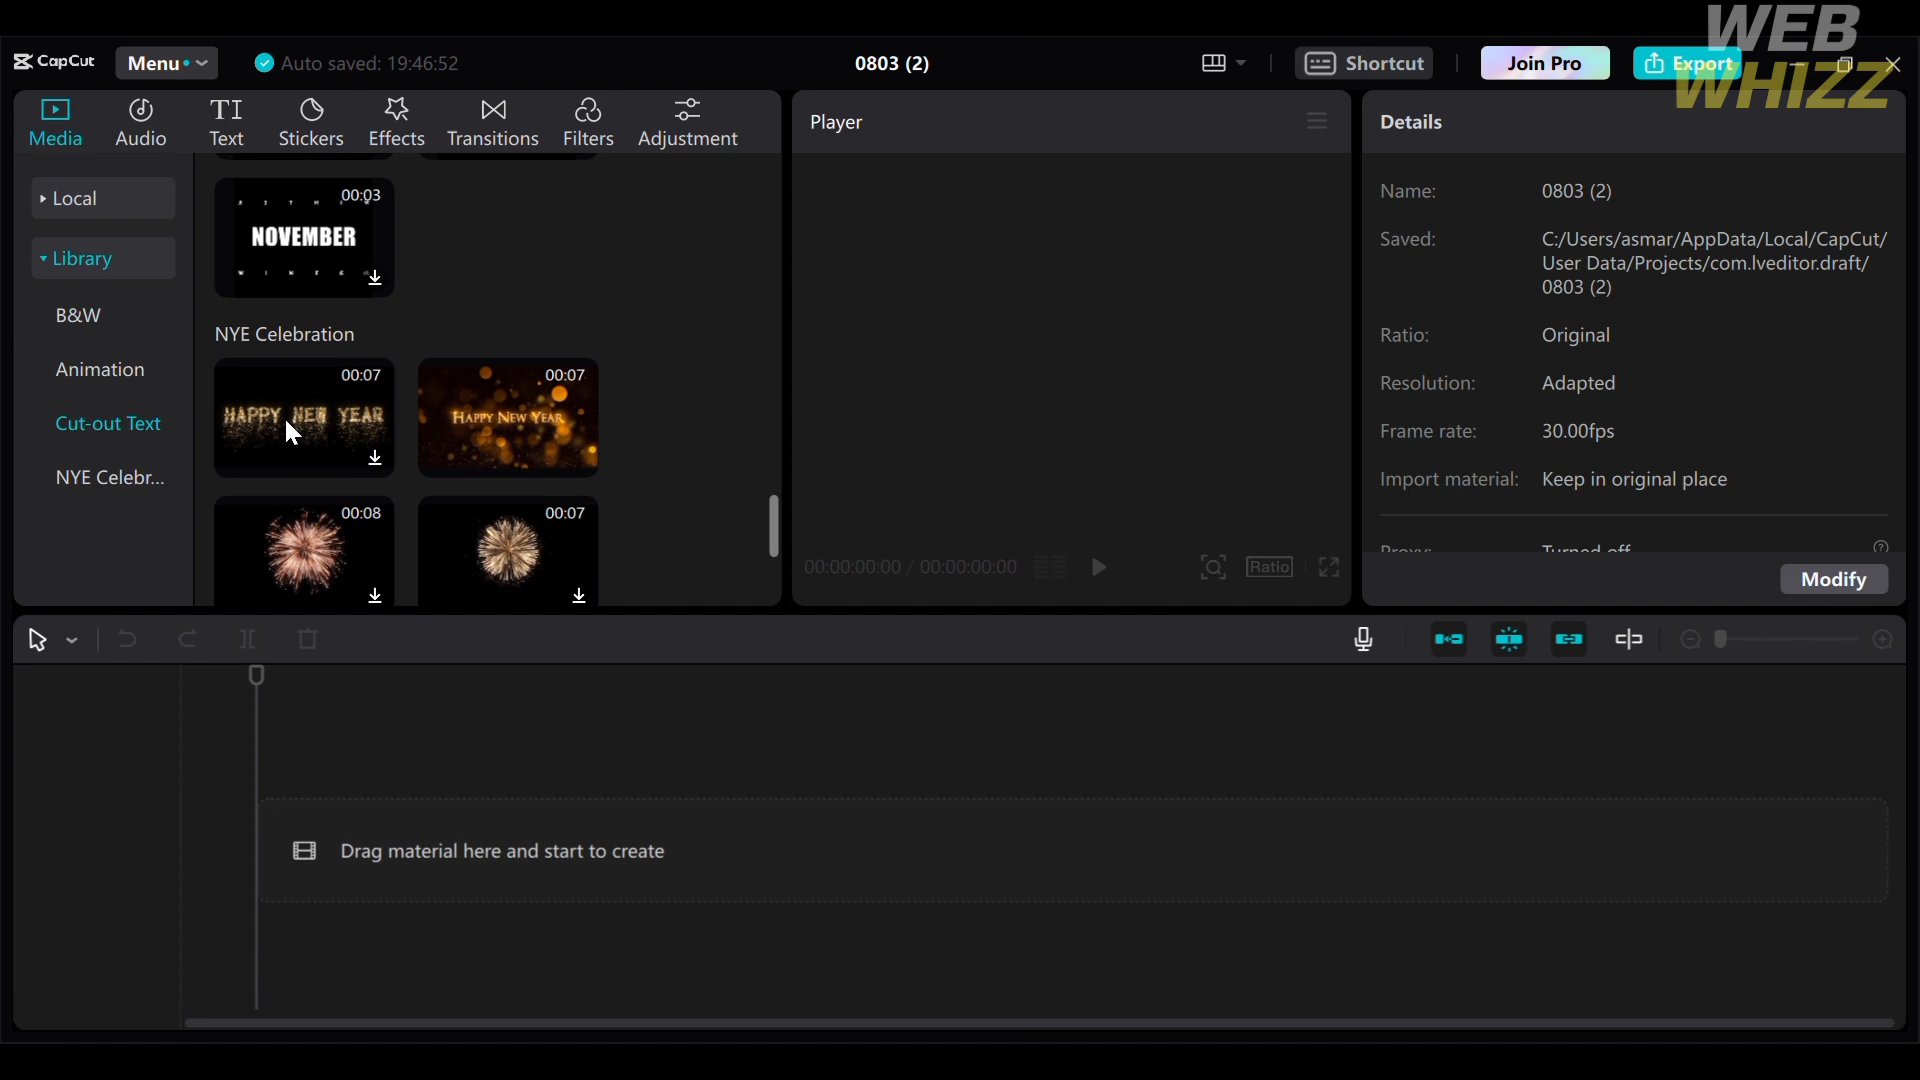 WEB
WHIZZ
CapCut
Menu
Auto saved: 19:46:52
0803 (2)
Shortcut
Join Pro
Export
Media
Audio
Text
Stickers
Effects
Transitions
Filters
Adjustment
Local
Library
B&W
Animation
Cut-out Text
NYE Celebr...
00:03
NOVEMBER
NYE Celebration
00:07
HAPPY NEW YEAR
00:07
HAPPY NEW YEAR
00:08
00:07
Player
00:00:00:00 / 00:00:00:00
Ratio
Details
Name: 0803 (2)
Saved: C:/Users/asmar/AppData/Local/CapCut/
User Data/Projects/com.lveditor.draft/
0803 (2)
Ratio: Original
Resolution: Adapted
Frame rate: 30.00fps
Import material: Keep in original place
Proxy: Turned off
Modify
Drag material here and start to create